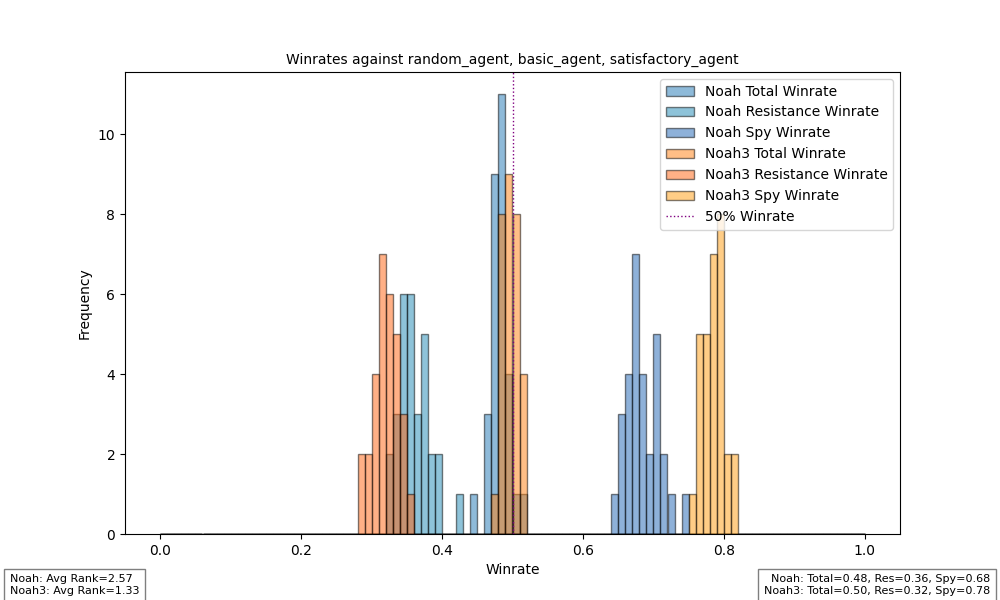 Winrates against random_agent, basic_agent, satisfactory_agent
Noah Total Winrate
Noah Resistance Winrate
Noah Spy Winrate
Noah3 Total Winrate
Noah3 Resistance Winrate
Noah3 Spy Winrate
50% Winrate
Frequency
10
8
6
4
2
0
0.0 0.2 0.4 0.6 0.8 1.0
Winrate
Noah: Avg Rank=2.57
Noah3: Avg Rank=1.33
Noah: Total=0.48, Res=0.36, Spy=0.68
Noah3: Total=0.50, Res=0.32, Spy=0.78